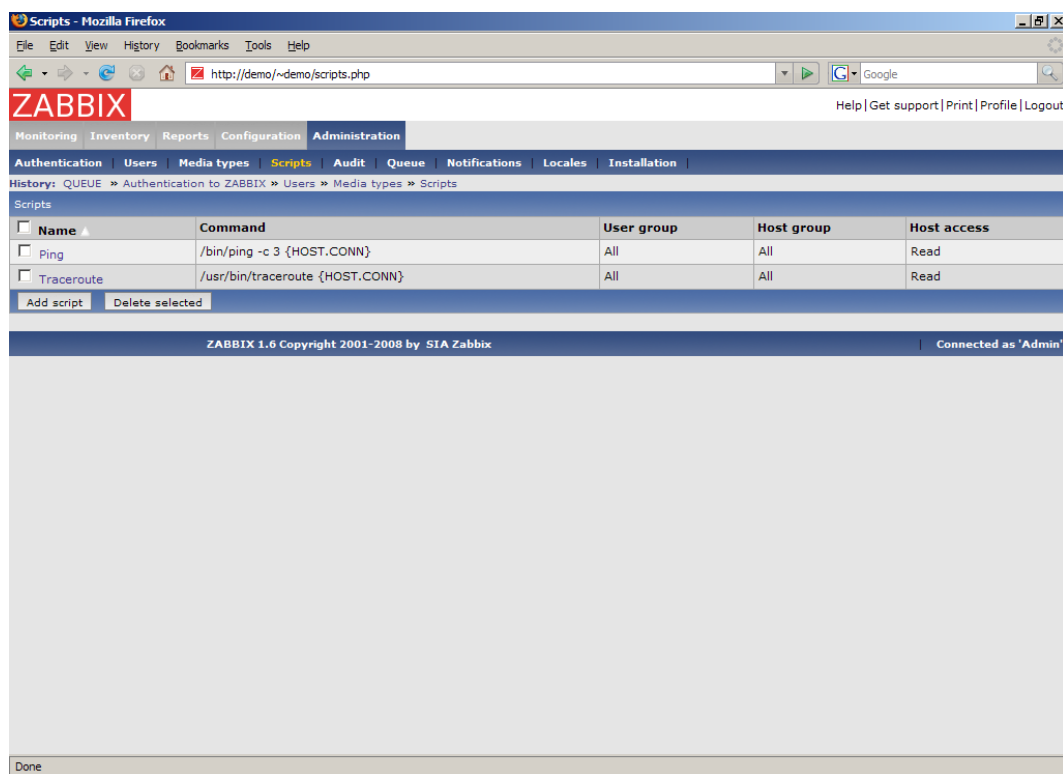 Scripts - Mozilla Firefox
File Edit View History Bookmarks Tools Help
http://demo/~demo/scripts.php
G Google
ZABBIX
Help|Get support|Print|Profile|Logout
Monitoring Inventory Reports Configuration Administration
Authentication | Users | Media types | Scripts | Audit | Queue | Notifications | Locales | Installation |
History: QUEUE » Authentication to ZABBIX » Users » Media types » Scripts
Scripts
Name Command User group Host group Host access
Ping /bin/ping -c 3 {HOST.CONN} All All Read
Traceroute /usr/bin/traceroute {HOST.CONN} All All Read
Add script Delete selected
ZABBIX 1.6 Copyright 2001-2008 by SIA Zabbix | Connected as 'Admin'
Done